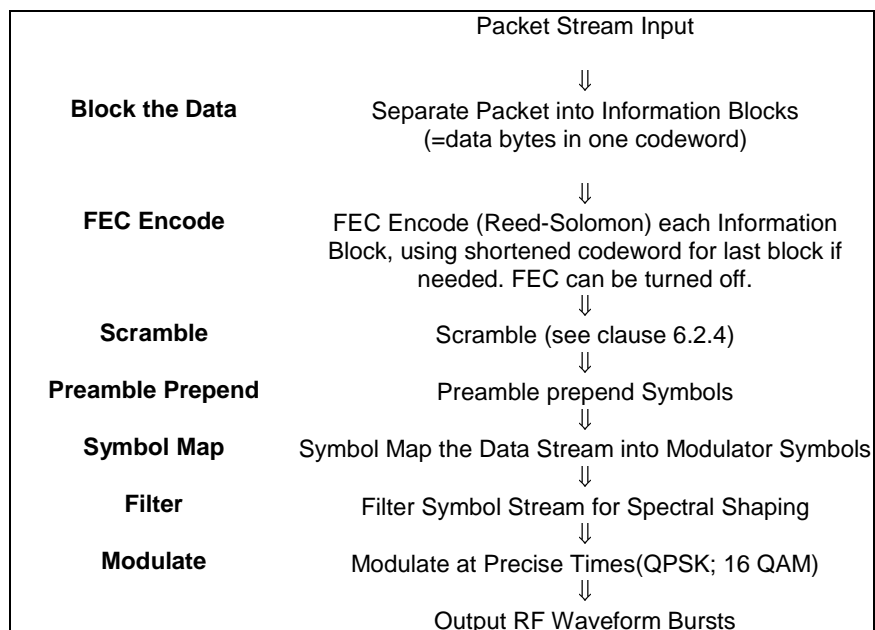 Packet Stream Input
⇓
Block the Data Separate Packet into Information Blocks
(=data bytes in one codeword)
⇓
FEC Encode FEC Encode (Reed-Solomon) each Information
Block, using shortened codeword for last block if
needed. FEC can be turned off.
⇓
Scramble Scramble (see clause 6.2.4)
⇓
Preamble Prepend Preamble prepend Symbols
⇓
Symbol Map Symbol Map the Data Stream into Modulator Symbols
⇓
Filter Filter Symbol Stream for Spectral Shaping
⇓
Modulate Modulate at Precise Times(QPSK; 16 QAM)
⇓
Output RF Waveform Bursts